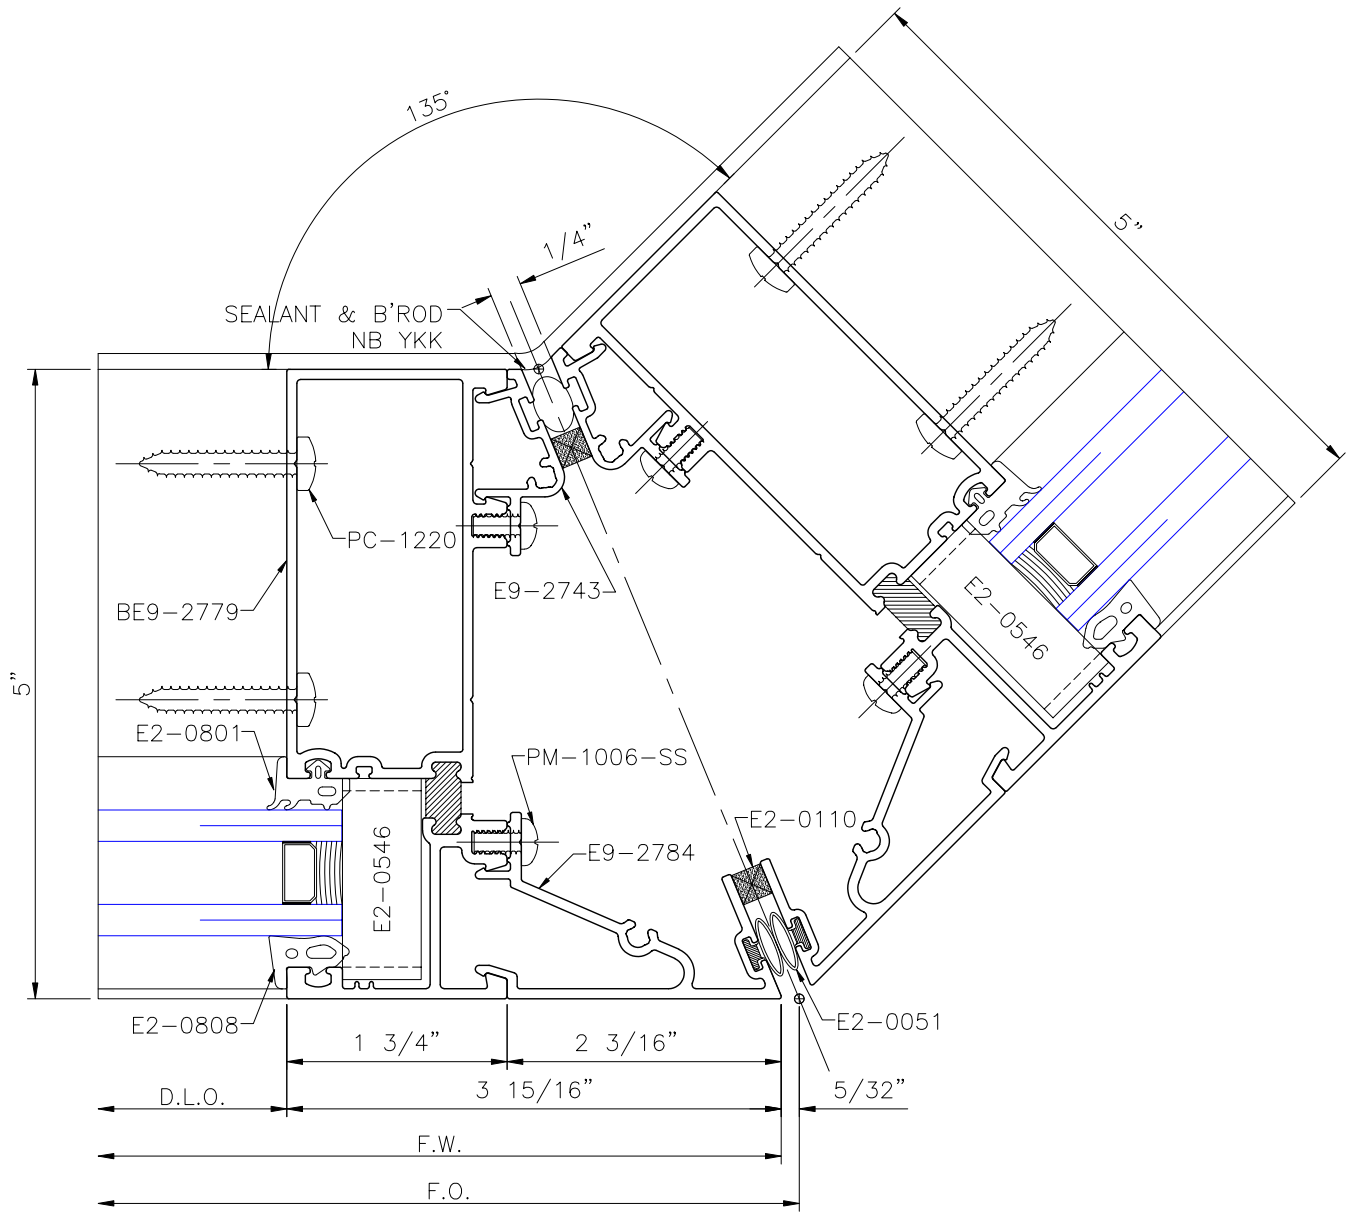 135°
5”
1/4”
SEALANT & B’ROD
NB YKK
PC-1220
E9-2743
BE9-2779
E2-0546
5”
E2-0801
PM-1006-SS
E2-0110
E9-2784
E2-0546
E2-0808
E2-0051
1 3/4”
2 3/16”
D.L.O.
3 15/16”
5/32”
F.W.
F.O.